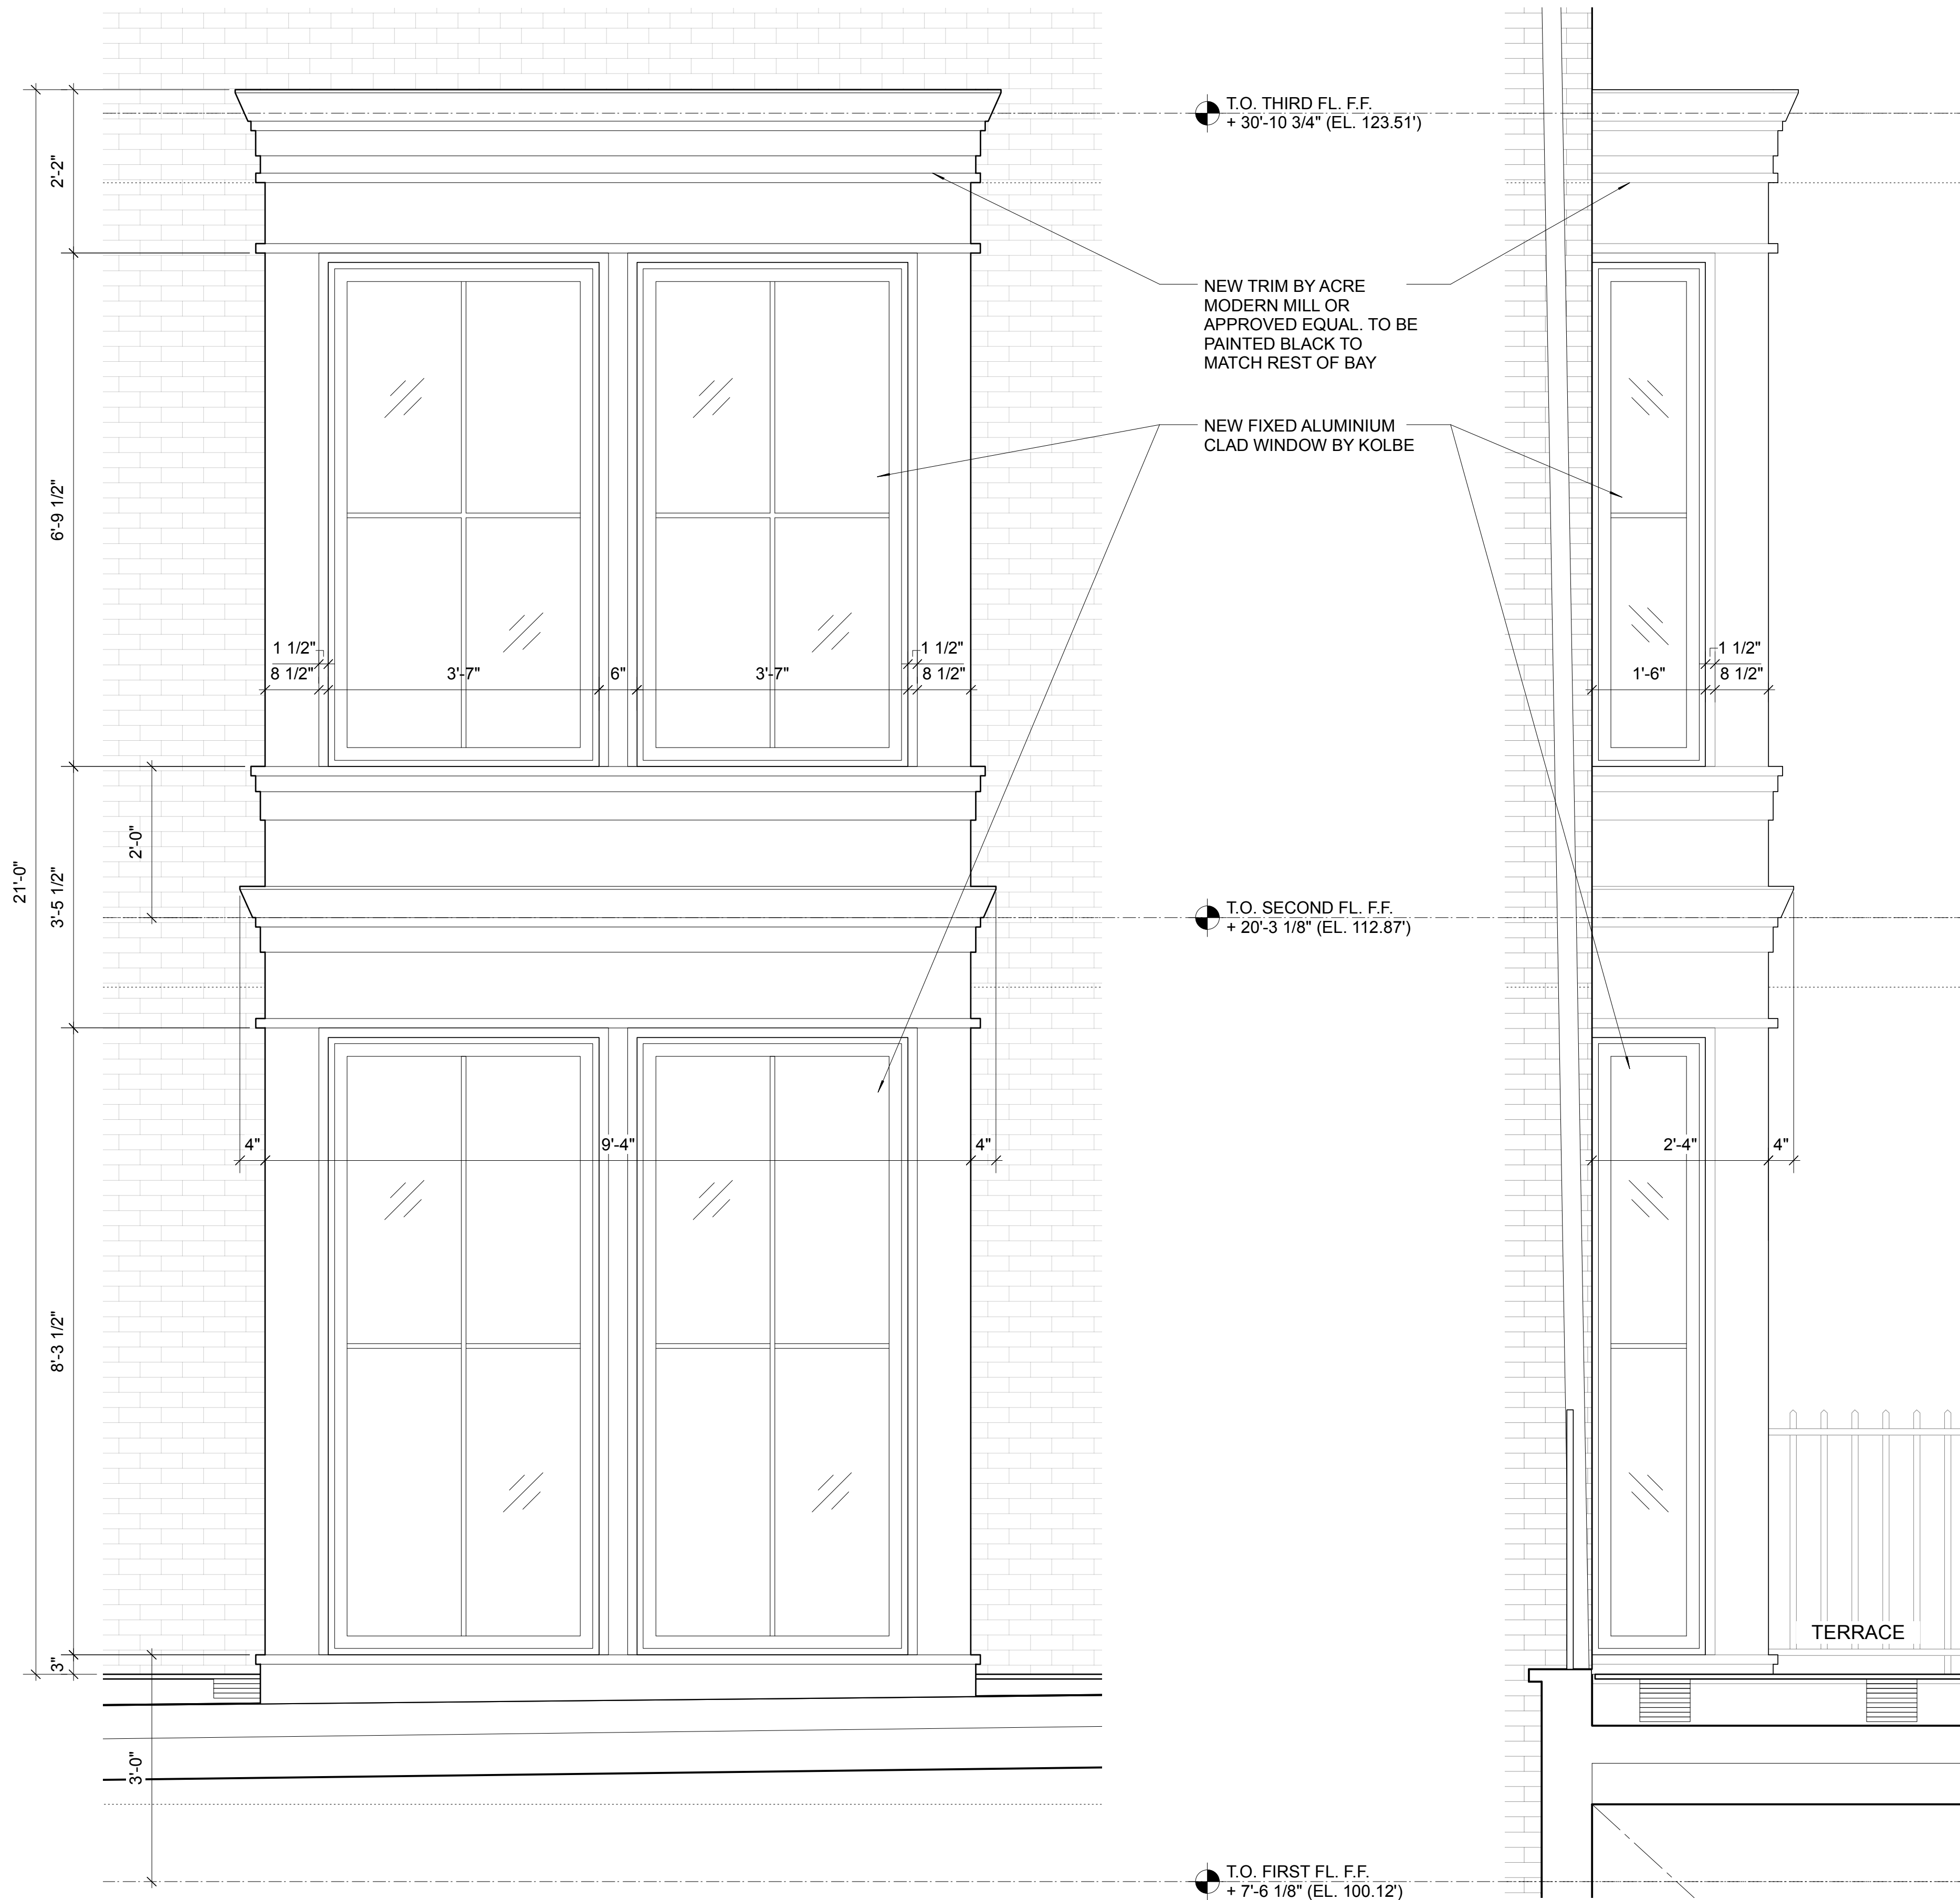 T.O. THIRD FL. F.F.
+ 30'-10 3/4" (EL. 123.51')
2'-2"
NEW TRIM BY ACRE
MODERN MILL OR
APPROVED EQUAL. TO BE
PAINTED BLACK TO
MATCH REST OF BAY
NEW FIXED ALUMINIUM
CLAD WINDOW BY KOLBE
6'-9 1/2"
1 1/2"
1 1/2"
1 1/2"
8 1/2"
3'-7"
6"
3'-7"
8 1/2"
1'-6"
8 1/2"
2'-0"
21'-0"
3'-5 1/2"
T.O. SECOND FL. F.F.
+ 20'-3 1/8" (EL. 112.87')
4"
9'-4"
4"
2'-4"
4"
8'-3 1/2"
TERRACE
3"
3'-0"
T.O. FIRST FL. F.F.
+ 7'-6 1/8" (EL. 100.12')